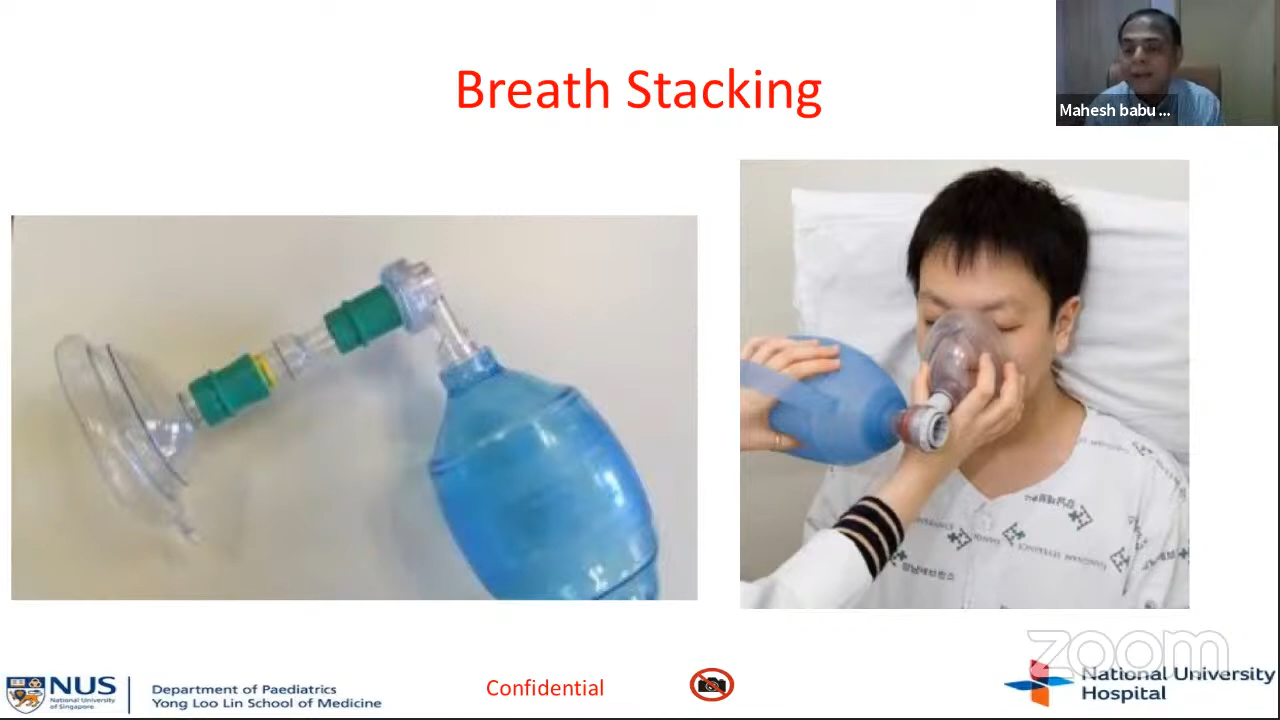 Breath Stacking
Mahesh babu ...
NUS
National University
of Singapore
Department of Paediatrics
Yong Loo Lin School of Medicine
Confidential
zoom
National University
Hospital